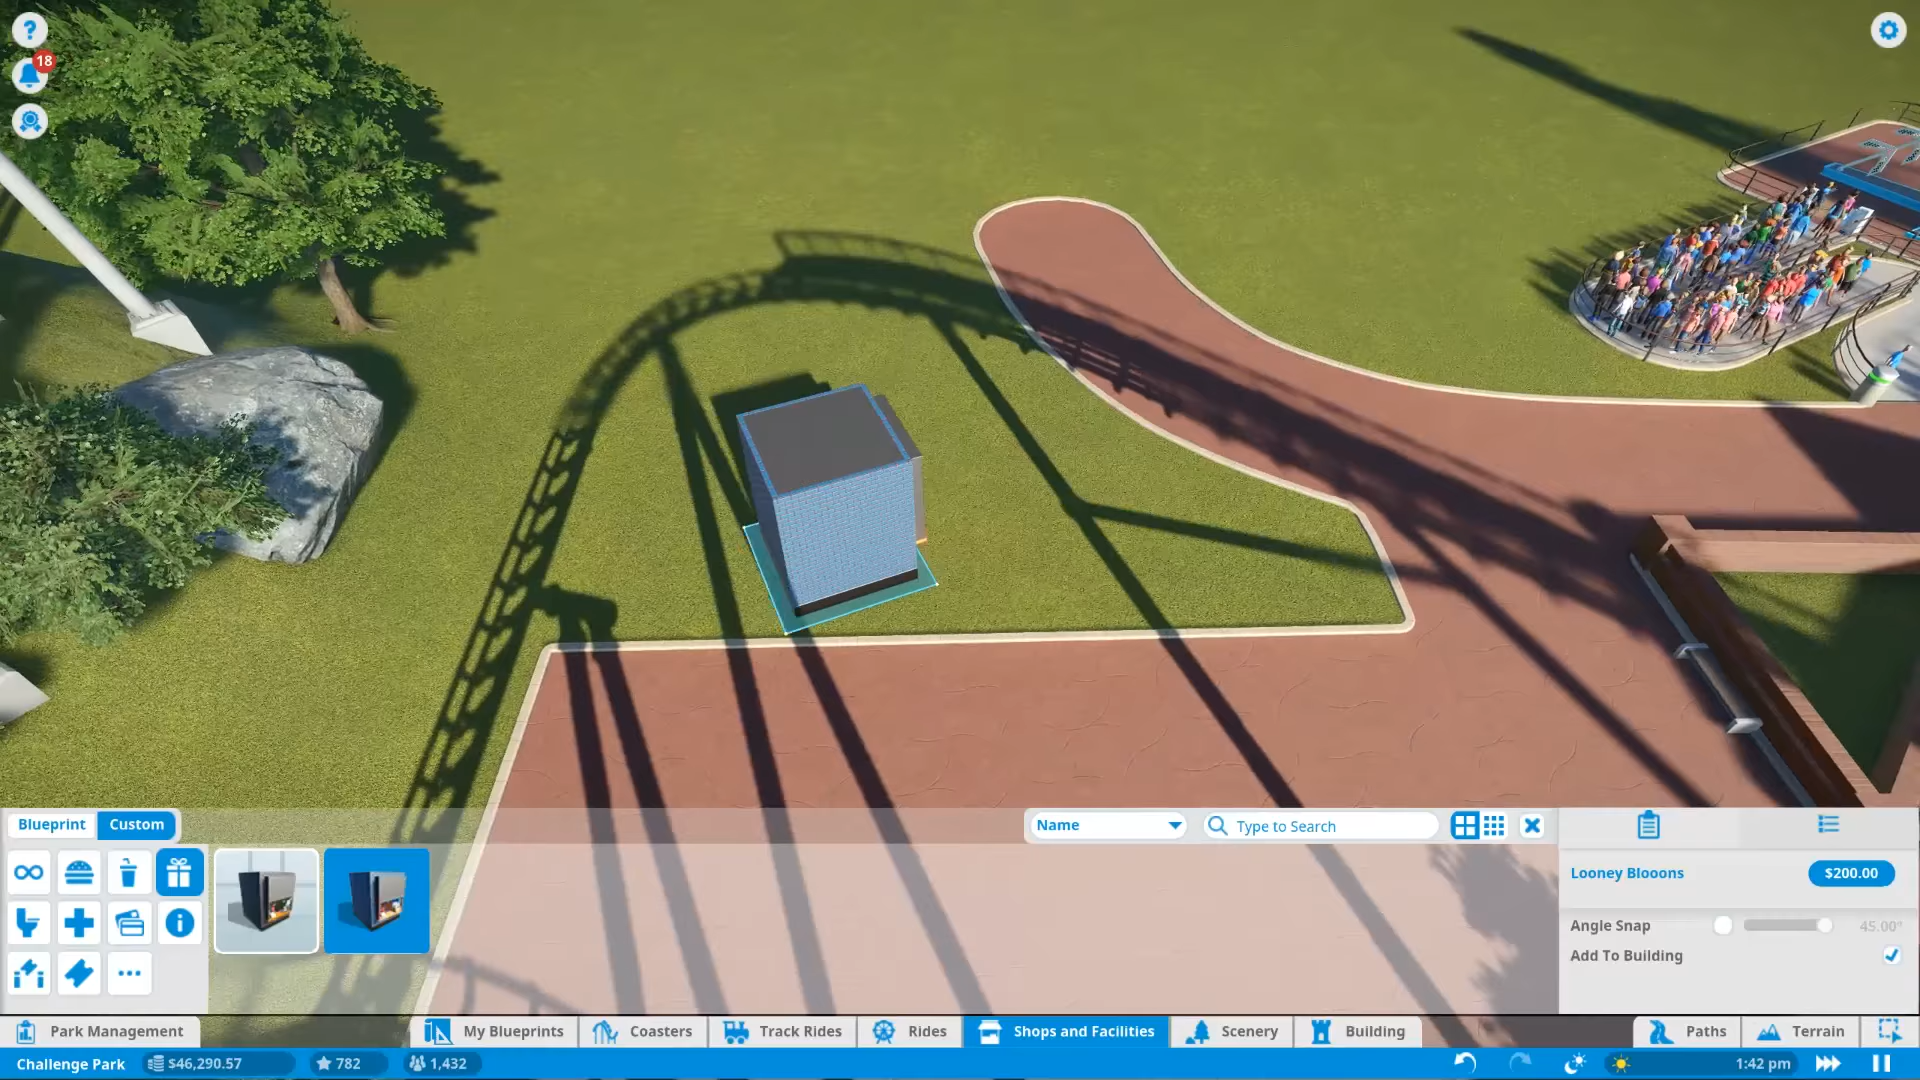 ?
18
Blueprint Custom
Name
Type to Search
Looney Blooons $200.00
Angle Snap 45.00°
Add To Building
Park Management My Blueprints Coasters Track Rides Rides Shops and Facilities Scenery Building Paths Terrain
Challenge Park $46,290.57 782 1,432 1:42 pm